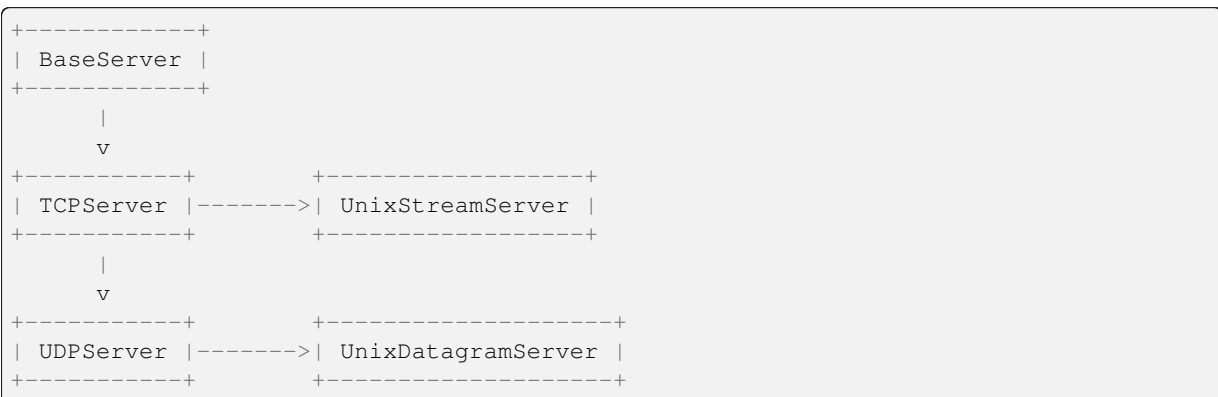 +------------+
| BaseServer |
+------------+
      |
      v
+-----------+        +------------------+
| TCPServer |------->| UnixStreamServer |
+-----------+        +------------------+
      |
      v
+-----------+        +--------------------+
| UDPServer |------->| UnixDatagramServer |
+-----------+        +--------------------+